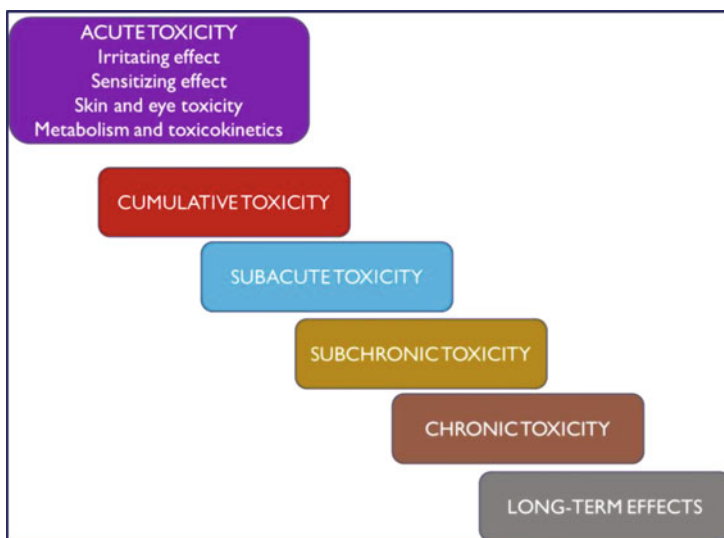 ACUTE TOXICITY
Irritating effect
Sensitizing effect
Skin and eye toxicity
Metabolism and toxicokinetics
CUMULATIVE TOXICITY
SUBACUTE TOXICITY
SUBCHRONIC TOXICITY
CHRONIC TOXICITY
LONG-TERM EFFECTS